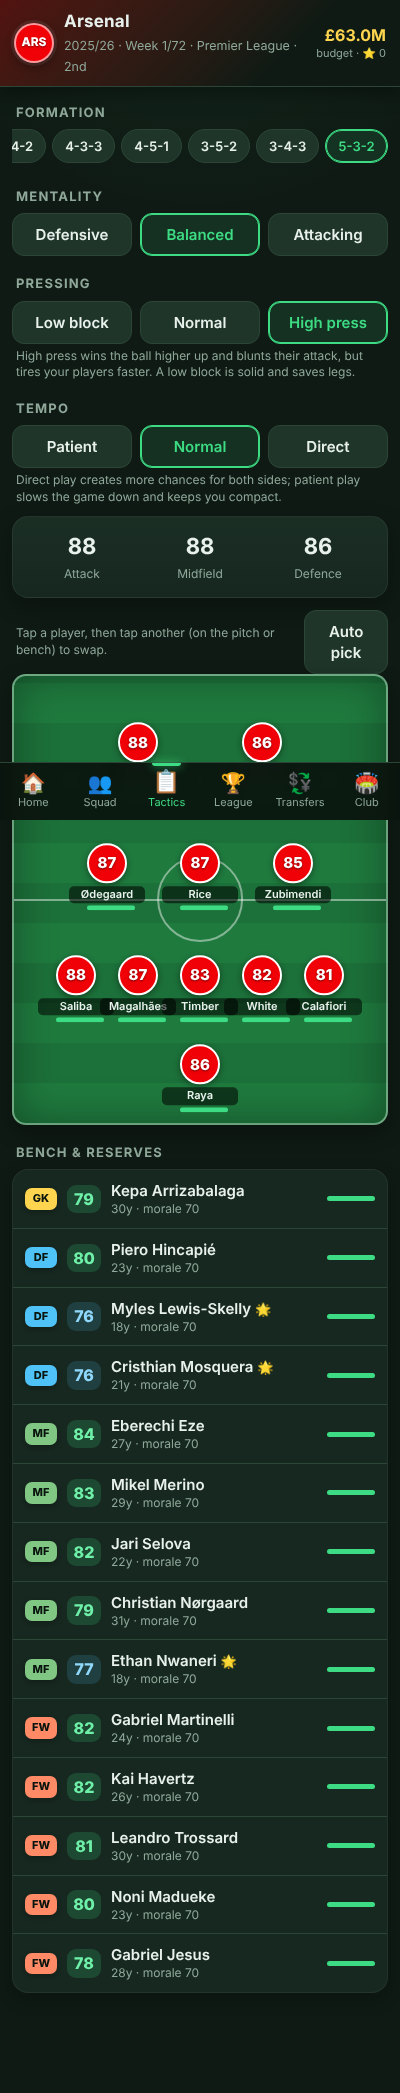 ARS
Arsenal
2025/26 · Week 1/72 · Premier League ·
2nd
£63.0M
budget · ⭐ 0
FORMATION
4-2
4-3-3
4-5-1
3-5-2
3-4-3
5-3-2
MENTALITY
Defensive
Balanced
Attacking
PRESSING
Low block
Normal
High press
High press wins the ball higher up and blunts their attack, but
tires your players faster. A low block is solid and saves legs.
TEMPO
Patient
Normal
Direct
Direct play creates more chances for both sides; patient play
slows the game down and keeps you compact.
88
88
86
Attack
Midfield
Defence
Tap a player, then tap another (on the pitch or
bench) to swap.
Auto
pick
88
86
Home
Squad
Tactics
League
Transfers
Club
87
87
85
Ødegaard
Rice
Zubimendi
88
87
83
82
81
Saliba
Magalhães
Timber
White
Calafiori
86
Raya
BENCH & RESERVES
GK
79
Kepa Arrizabalaga
30y · morale 70
DF
80
Piero Hincapié
23y · morale 70
DF
76
Myles Lewis-Skelly 🌟
18y · morale 70
DF
76
Cristhian Mosquera 🌟
21y · morale 70
MF
84
Eberechi Eze
27y · morale 70
MF
83
Mikel Merino
29y · morale 70
MF
82
Jari Selova
22y · morale 70
MF
79
Christian Nørgaard
31y · morale 70
MF
77
Ethan Nwaneri 🌟
18y · morale 70
FW
82
Gabriel Martinelli
24y · morale 70
FW
82
Kai Havertz
26y · morale 70
FW
81
Leandro Trossard
30y · morale 70
FW
80
Noni Madueke
23y · morale 70
FW
78
Gabriel Jesus
28y · morale 70